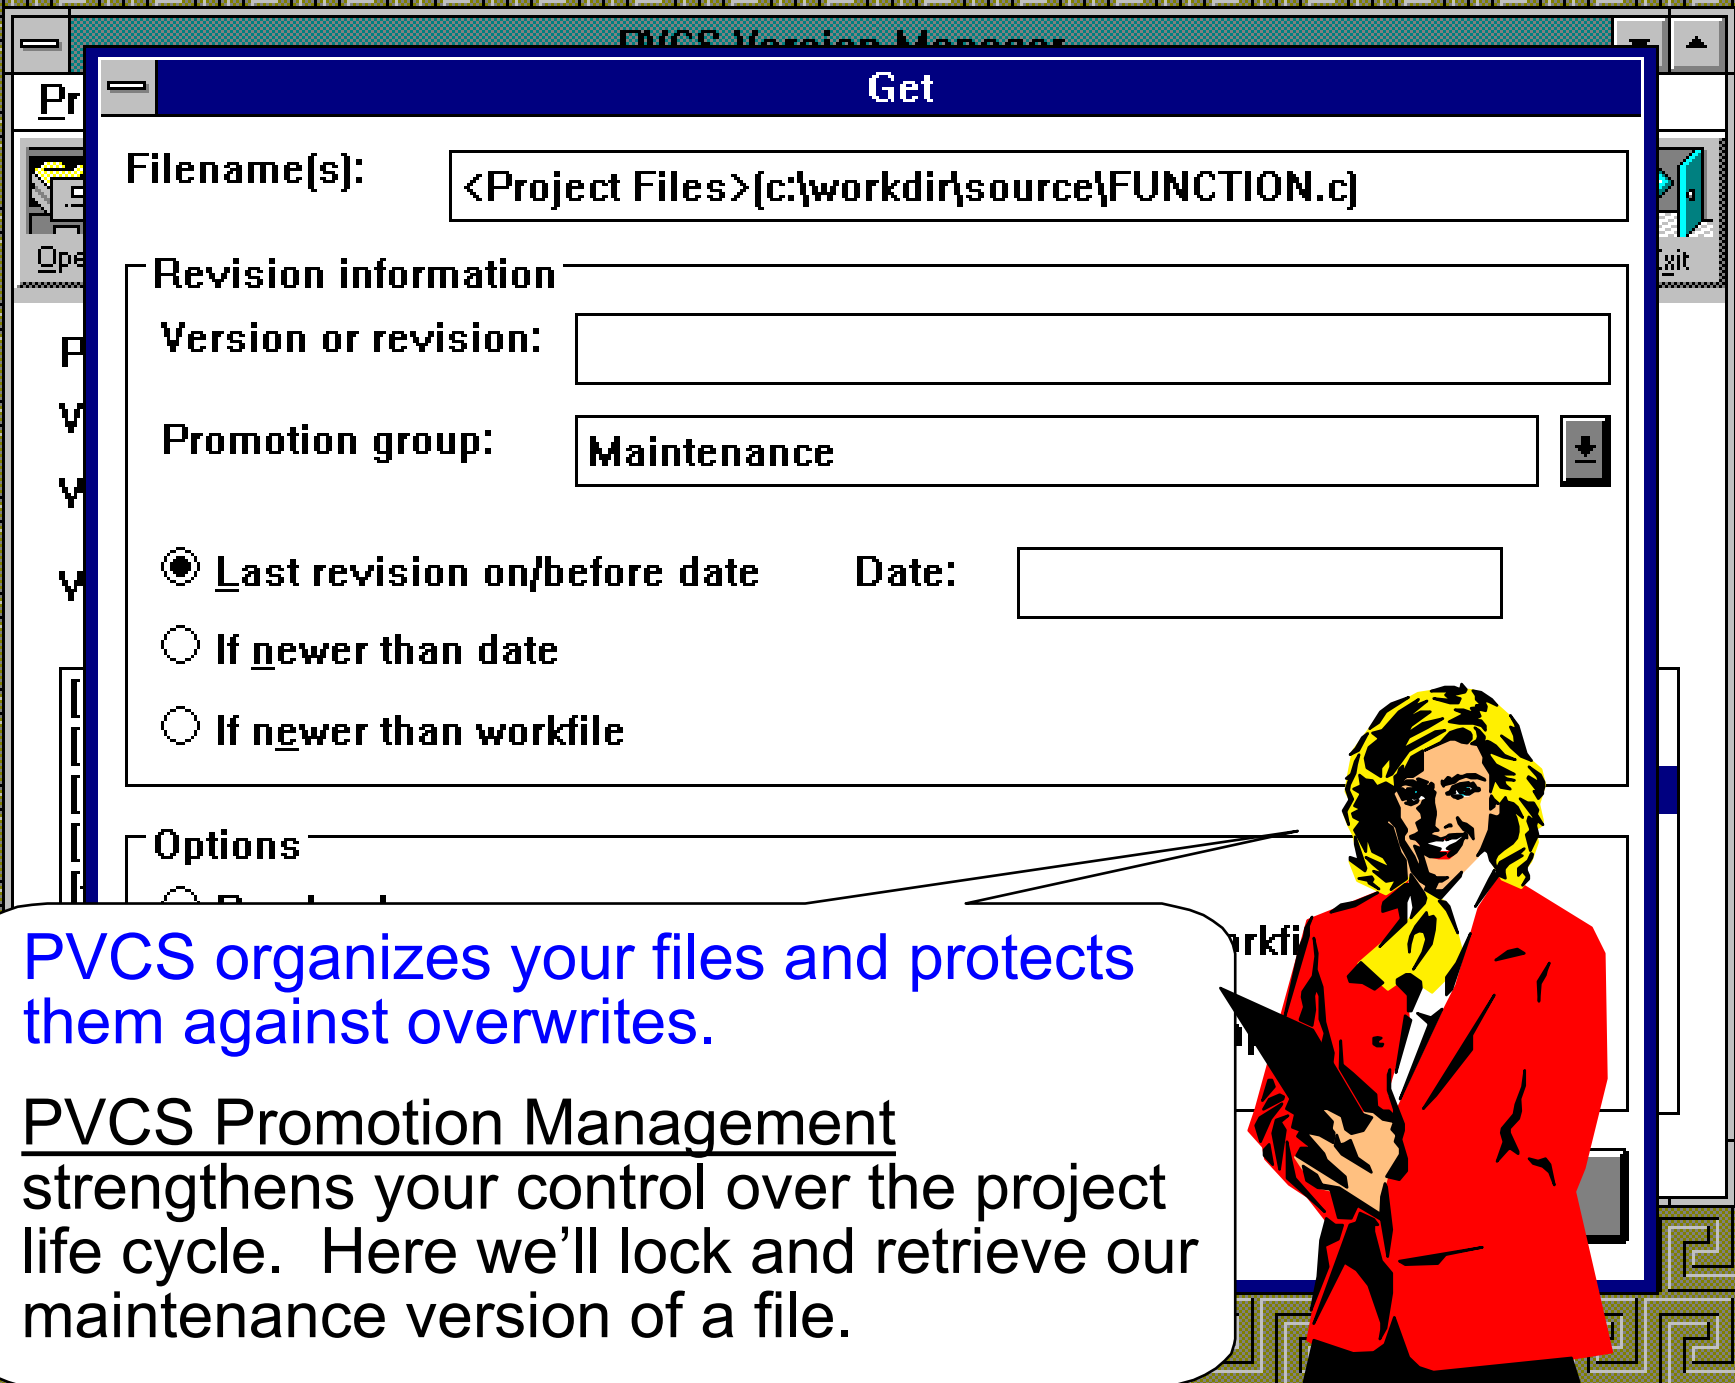 Get
Filename(s):
<Project Files>(c:\workdir\source\FUNCTION.c)
Revision information
Version or revision:
Promotion group:
Maintenance
Last revision on/before date
Date:
If newer than date
If newer than workfile
Options
PVCS organizes your files and protects
them against overwrites.
PVCS Promotion Management
strengthens your control over the project
life cycle. Here we’ll lock and retrieve our
maintenance version of a file.